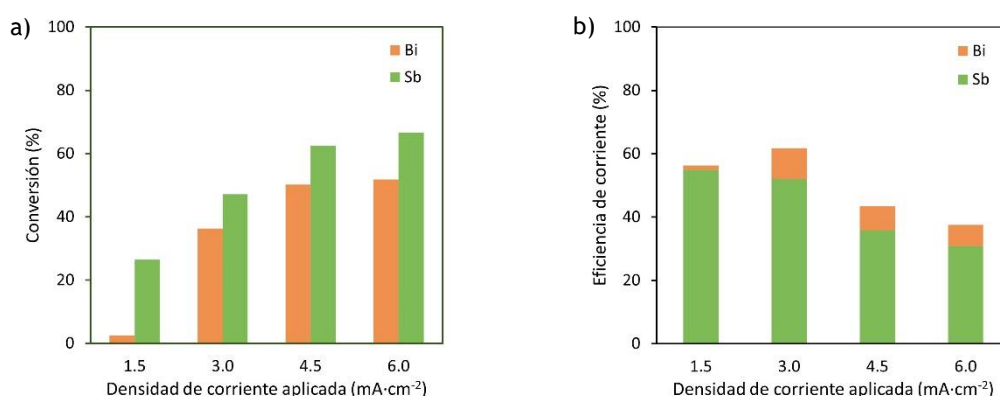 a)
Conversión (%)
100
80
60
40
20
0
Bi
Sb
1.5 3.0 4.5 6.0
Densidad de corriente aplicada (mA·cm⁻²)
b)
Eficiencia de corriente (%)
100
80
60
40
20
0
Bi
Sb
1.5 3.0 4.5 6.0
Densidad de corriente aplicada (mA·cm⁻²)